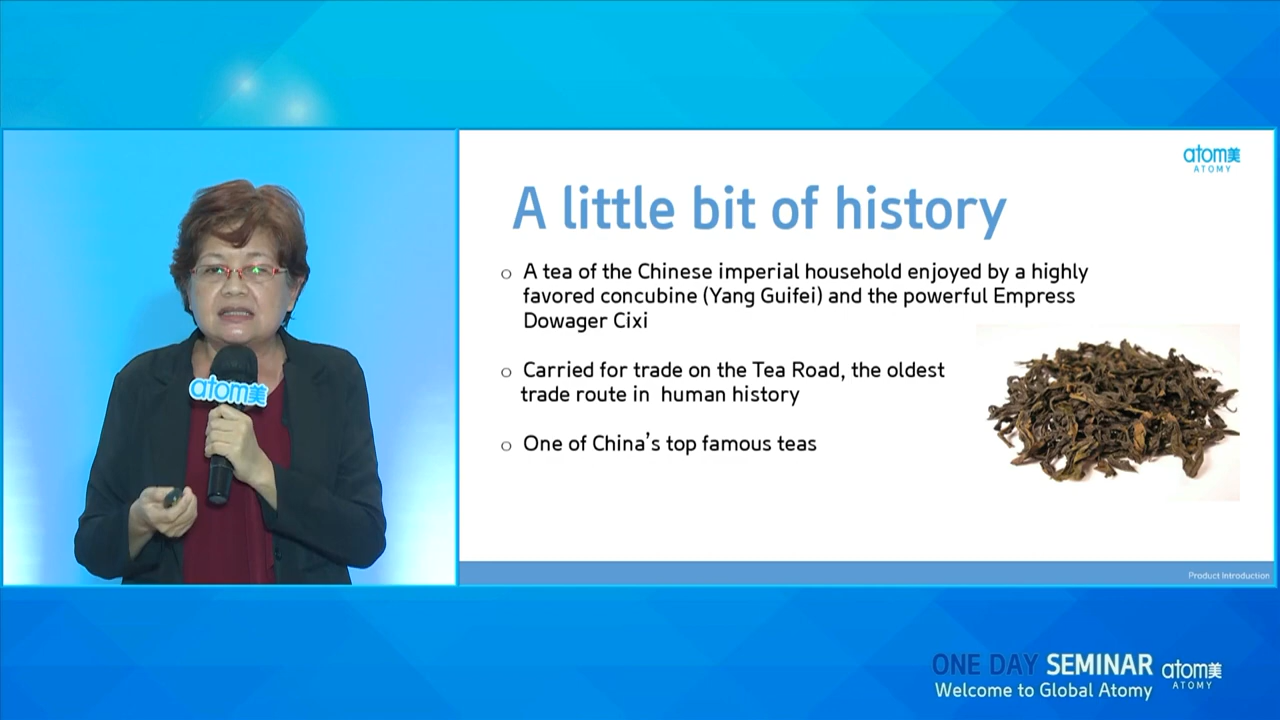 atom美
ATOMY
A little bit of history
○ A tea of the Chinese imperial household enjoyed by a highly
favored concubine (Yang Guifei) and the powerful Empress
Dowager Cixi
○ Carried for trade on the Tea Road, the oldest
trade route in human history
○ One of China's top famous teas
atom美
Product Introduction
ONE DAY SEMINAR
Welcome to Global Atomy
atom美
ATOMY